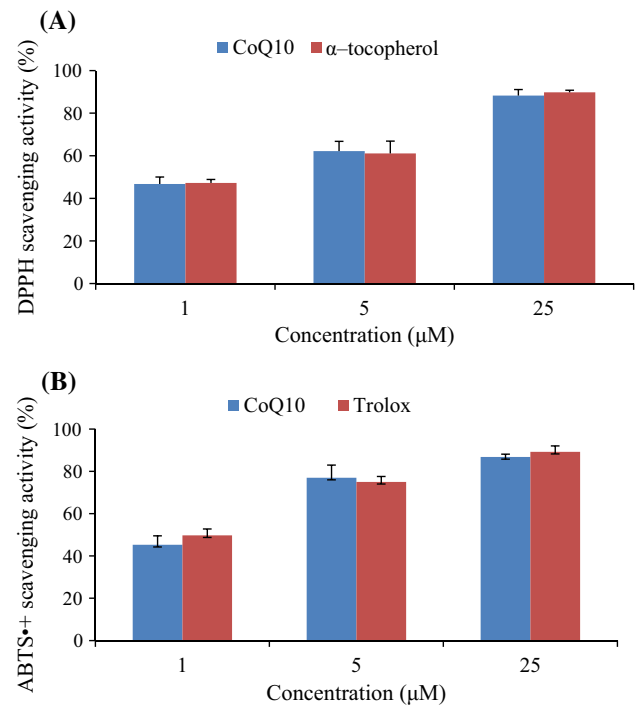 (A)
CoQ10 α–tocopherol
DPPH scavenging activity (%)
100
80
60
40
20
0
1 5 25
Concentration (μM)
(B)
CoQ10 Trolox
ABTS•+ scavenging activity (%)
100
80
60
40
20
0
1 5 25
Concentration (μM)